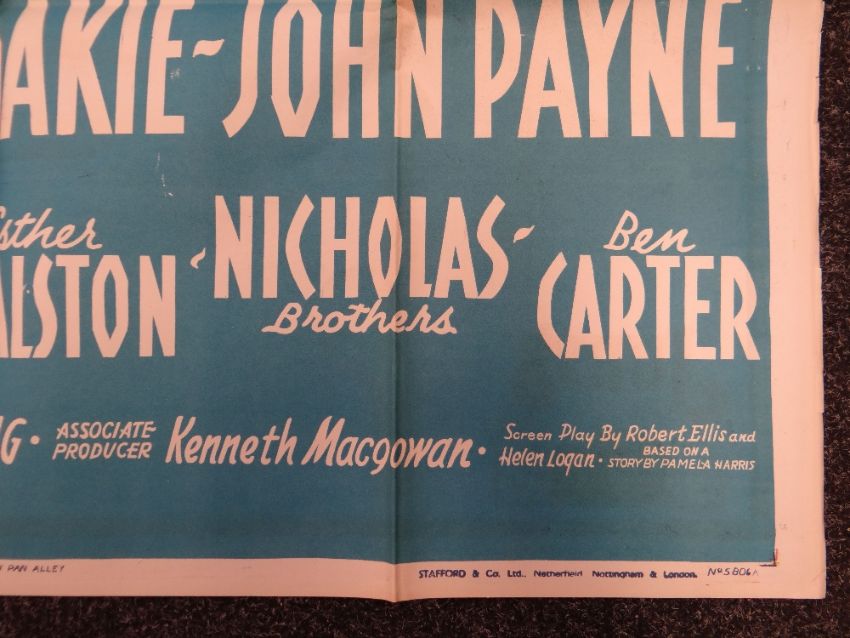 AKIE - JOHN PAYNE
sther
ALSTON - NICHOLAS - Ben
Brothers CARTER
G · ASSOCIATE PRODUCER Kenneth Macgowan · Screen Play By Robert Ellis and
Helen Logan · BASED ON A
STORY BY PAMELA HARRIS
PAN ALLEY
STAFFORD & Co. Ltd., Netherfield Nottingham & London. Nº 5806A